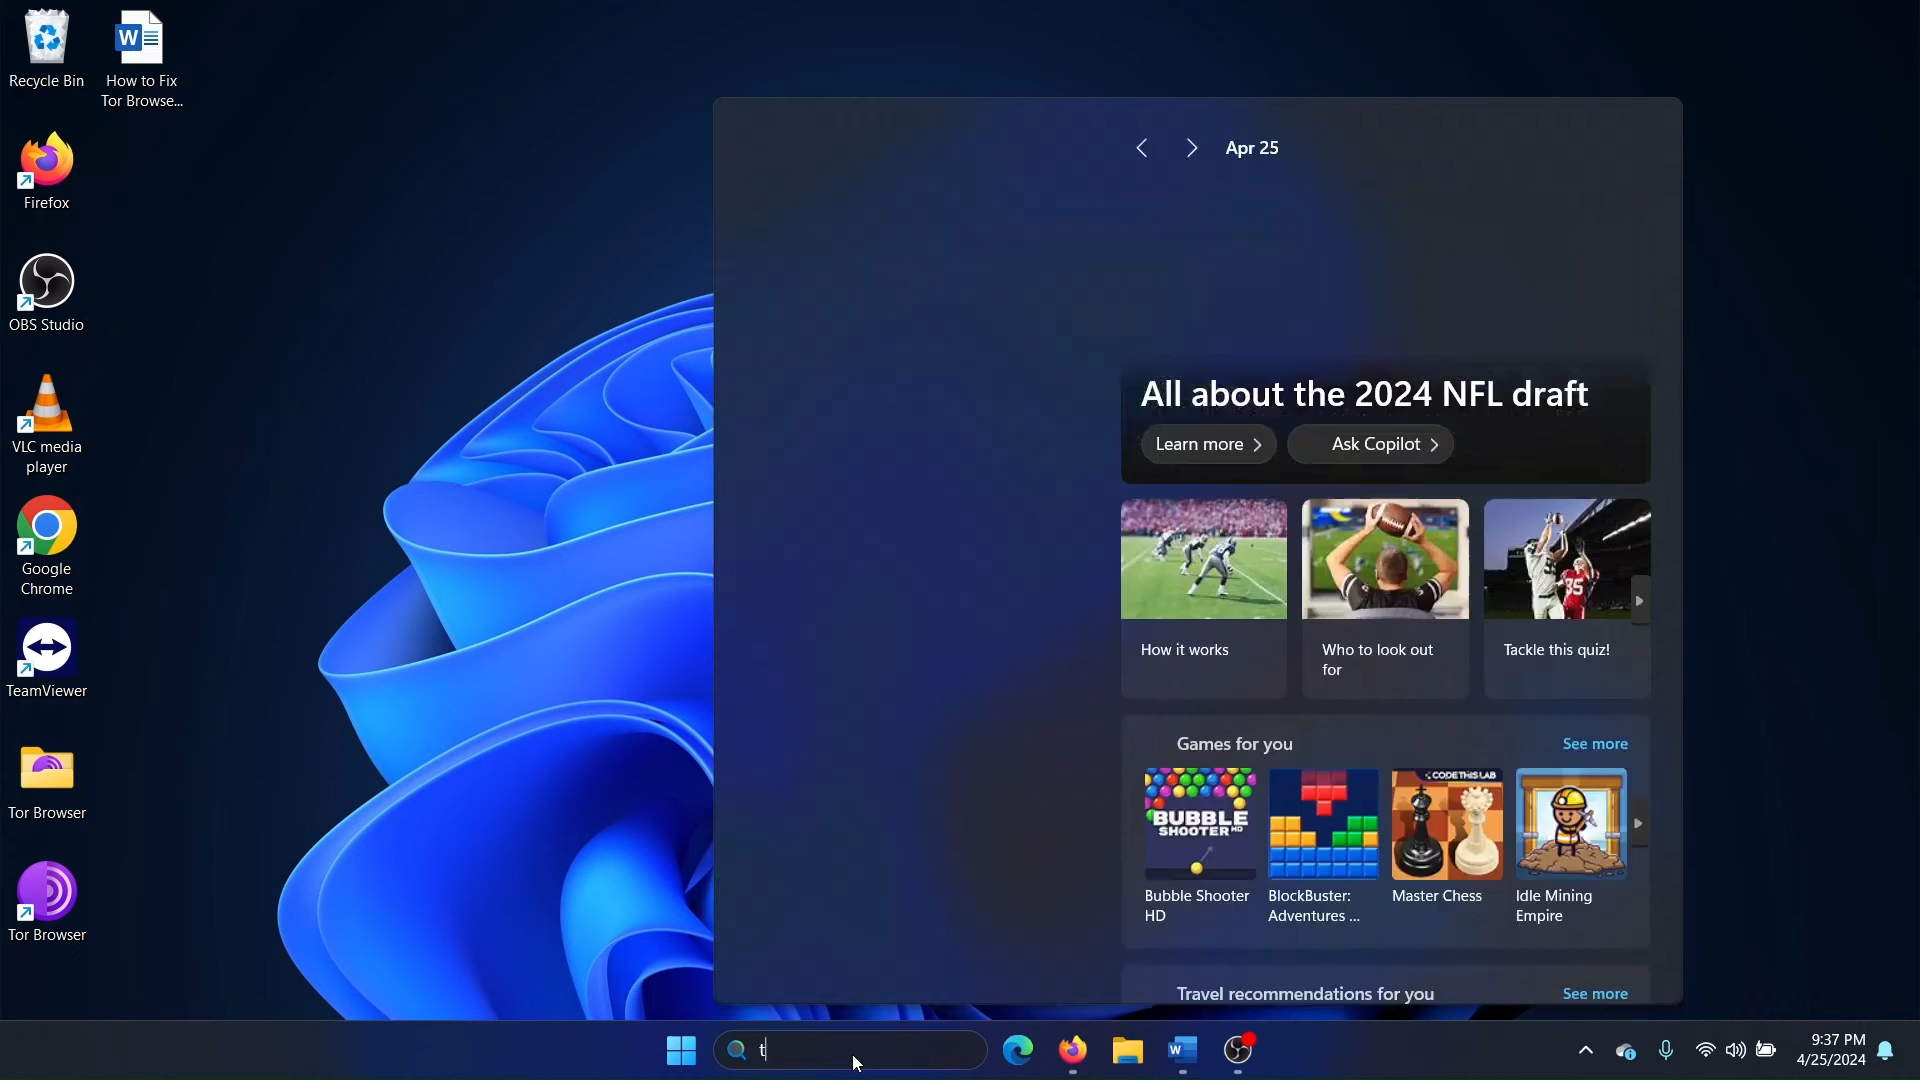 Recycle Bin
How to Fix
Tor Browse...
Firefox
OBS Studio
VLC media
player
Google
Chrome
TeamViewer
Tor Browser
Tor Browser
Apr 25
All about the 2024 NFL draft
Learn more
Ask Copilot
How it works
Who to look out
for
Tackle this quiz!
Games for you
See more
BUBBLE
SHOOTER HD
CODETHISLAB
Bubble Shooter
HD
BlockBuster:
Adventures ...
Master Chess
Idle Mining
Empire
Travel recommendations for you
See more
t
9:37 PM
4/25/2024